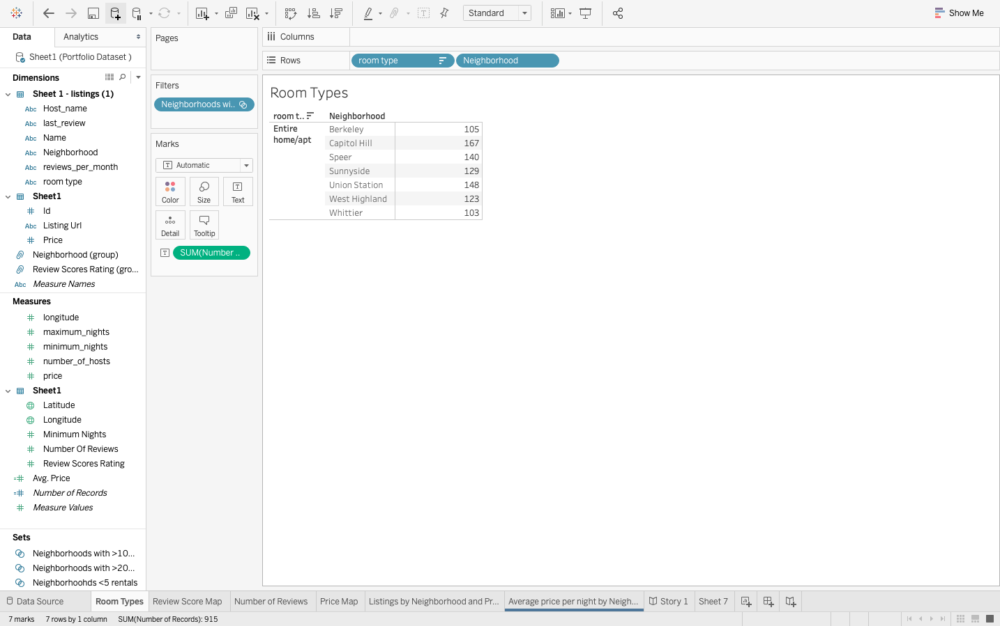 Standard
Show Me
Data
Analytics
Sheet1 (Portfolio Dataset )
Dimensions
Sheet 1 - listings (1)
Abc Host_name
Abc last_review
Abc Name
Abc Neighborhood
Abc reviews_per_month
Abc room type
Sheet1
Id
Abc Listing Url
Price
Neighborhood (group)
Review Scores Rating (gro...
Abc Measure Names
Measures
longitude
maximum_nights
minimum_nights
number_of_hosts
price
Sheet1
Latitude
Longitude
Minimum Nights
Number Of Reviews
Review Scores Rating
Avg. Price
Number of Records
Measure Values
Sets
Neighborhoods with >10...
Neighborhoods with >20...
Neighborhoohds <5 rentals
Pages
Filters
Neighborhoods wi..
Marks
Automatic
Color Size Text
Detail Tooltip
SUM(Number ..
Columns
Rows room type Neighborhood
Room Types
room t.. Neighborhood
Entire home/apt
Berkeley 105
Capitol Hill 167
Speer 140
Sunnyside 129
Union Station 148
West Highland 123
Whittier 103
Data Source Room Types Review Score Map Number of Reviews Price Map Listings by Neighborhood and Pr... Average price per night by Neigh... Story 1 Sheet 7
7 marks 7 rows by 1 column SUM(Number of Records): 915